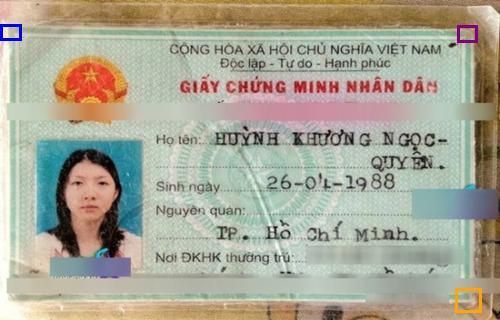 CỘNG HÒA XÃ HỘI CHỦ NGHĨA VIỆT NAM
Độc lập - Tự do - Hạnh phúc
GIẤY CHỨNG MINH NHÂN DÂN
Họ tên: HUỲNH KHƯƠNG NGỌC-
QUYÊN.
Sinh ngày 26-04-1988
Nguyên quán:
TP. Hồ Chí Minh.
Nơi ĐKHK thường trú: